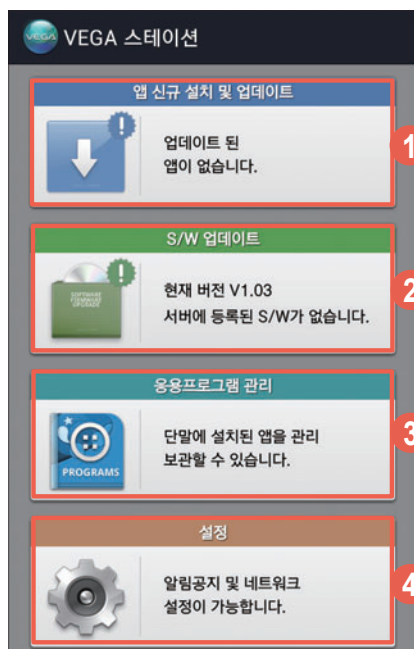 VEGA
VEGA 스테이션
앱 신규 설치 및 업데이트
업데이트 된
앱이 없습니다.
1
S/W 업데이트
SOFTWARE
FIRMWARE
UPGRADE
현재 버전 V1.03
서버에 등록된 S/W가 없습니다.
2
응용프로그램 관리
PROGRAMS
단말에 설치된 앱을 관리
보관할 수 있습니다.
3
설정
알림공지 및 네트워크
설정이 가능합니다.
4